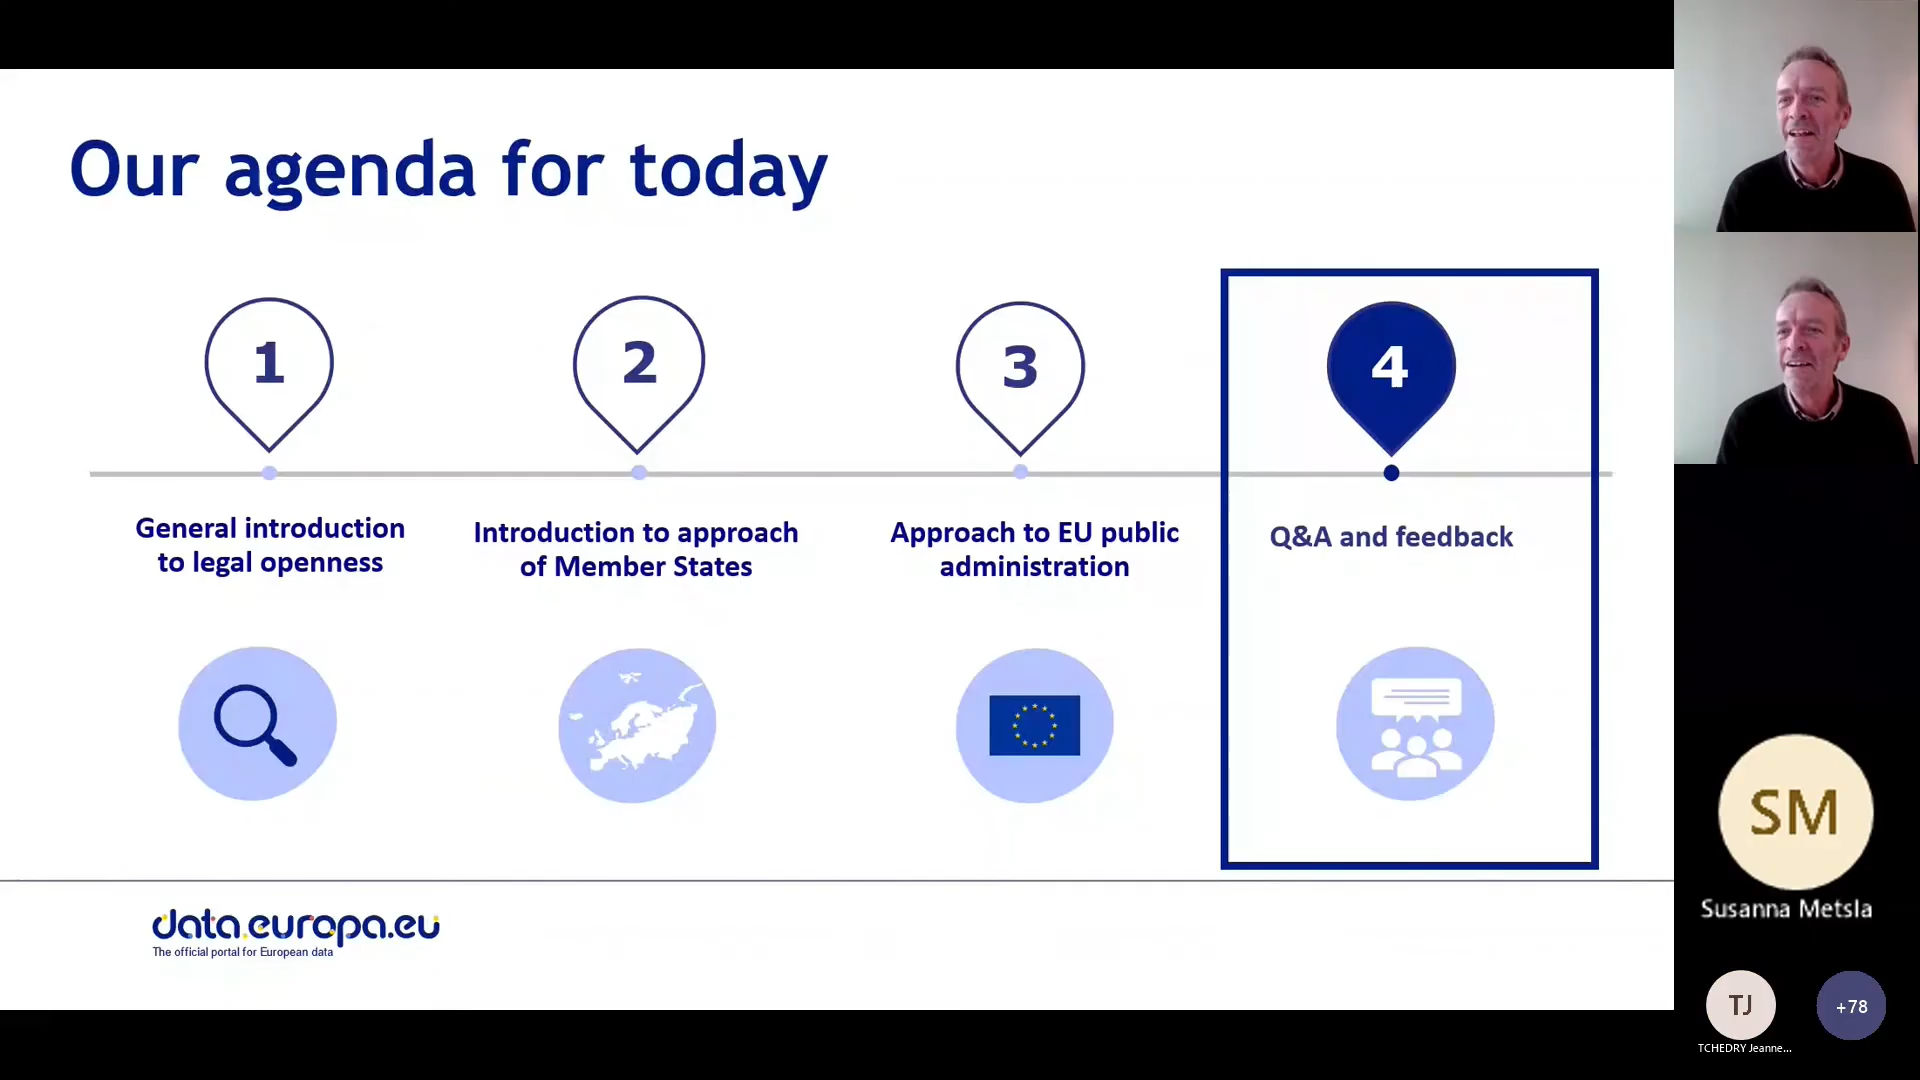 Our agenda for today
1
2
3
4
General introduction
to legal openness
Introduction to approach
of Member States
Approach to EU public
administration
Q&A and feedback
data.europa.eu
The official portal for European data
SM
Susanna Metsla
TJ
+78
TCHEDRY Jeanne...